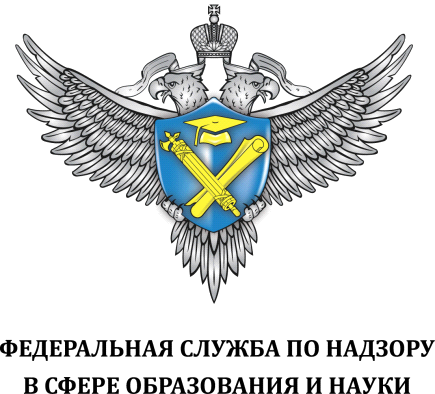 ФЕДЕРАЛЬНАЯ СЛУЖБА ПО НАДЗОРУ
В СФЕРЕ ОБРАЗОВАНИЯ И НАУКИ